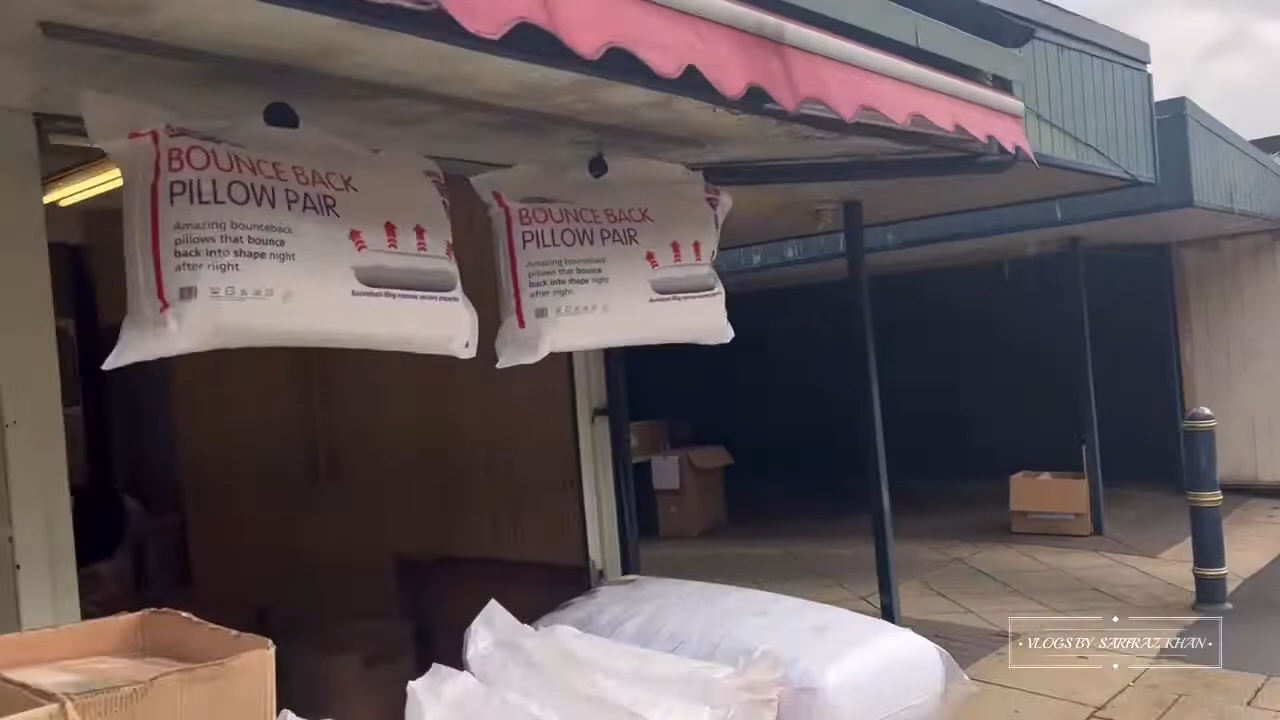 BOUNCE BACK
PILLOW PAIR
Amazing bounceback
pillows that bounce
back into shape night
after night.
BOUNCE BACK
PILLOW PAIR
Amazing bounceback
pillows that bounce
back into shape night
after night.
VLOGS BY SARFRAZ KHAN